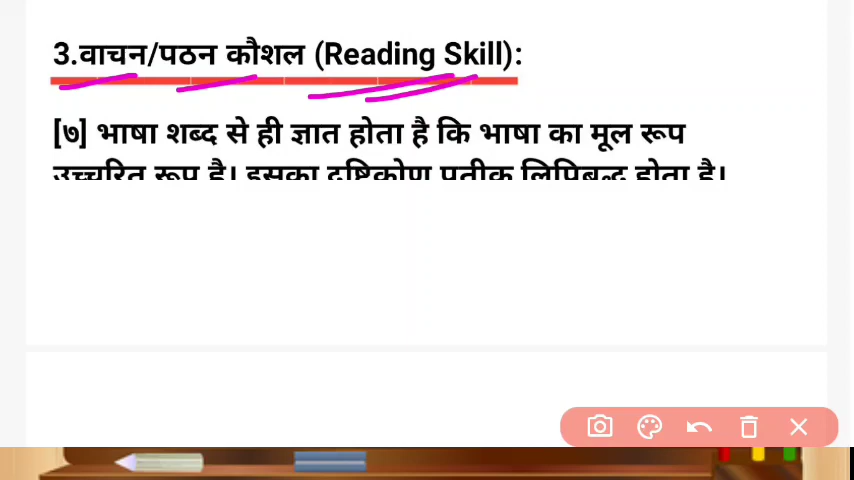 3.वाचन/पठन कौशल (Reading Skill):
[७] भाषा शब्द से ही ज्ञात होता है कि भाषा का मूल रूप
उच्चरित रूप है। इसका दृष्टिकोण प्रतीक लिपिबद्ध होता है।